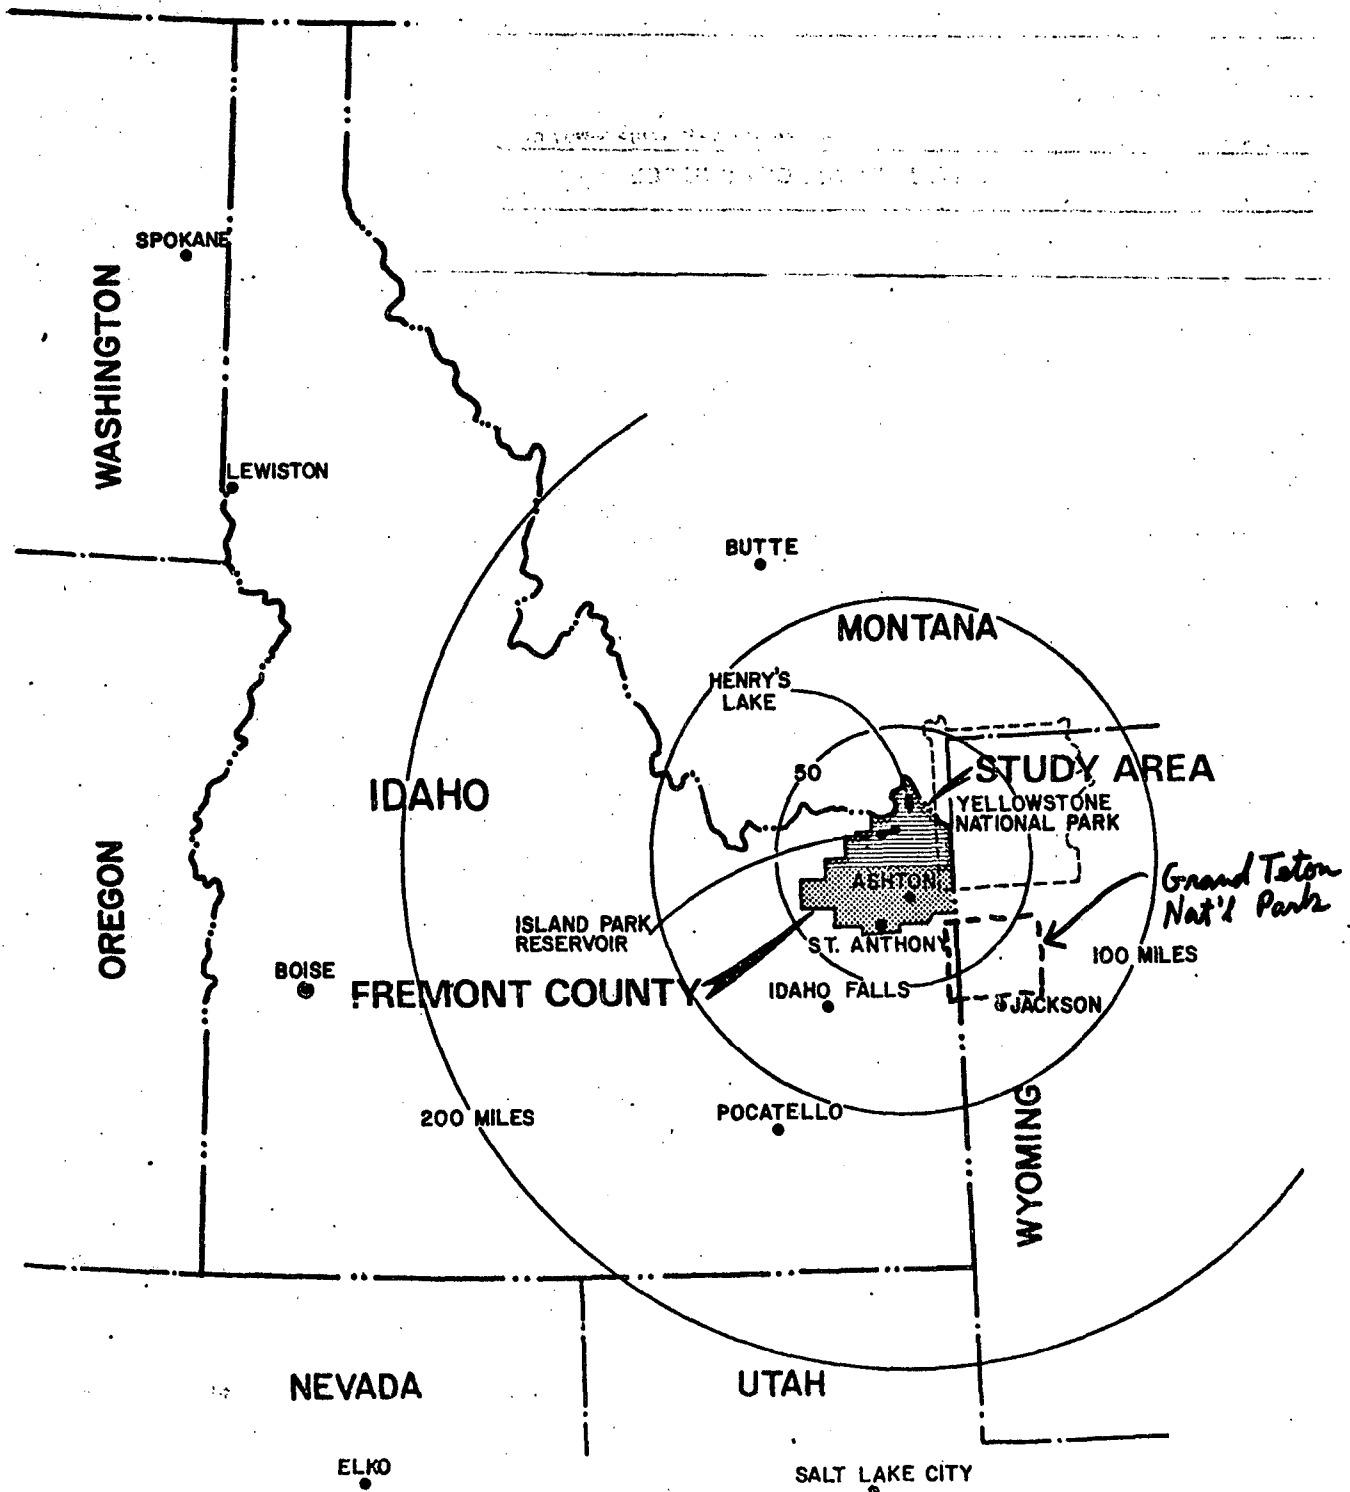 SPOKANE
WASHINGTON
LEWISTON
BUTTE
MONTANA
HENRY'S
LAKE
50
STUDY AREA
IDAHO
YELLOWSTONE
NATIONAL PARK
ASHTON
Grand Teton
Nat'l Park
OREGON
ISLAND PARK
RESERVOIR
ST. ANTHONY
100 MILES
BOISE
FREMONT COUNTY
IDAHO FALLS
JACKSON
200 MILES
POCATELLO
WYOMING
NEVADA
UTAH
ELKO
SALT LAKE CITY